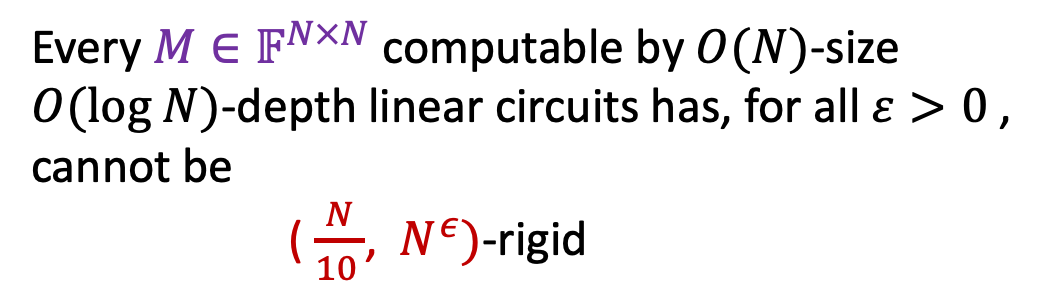 Every M ∈ 𝔽^{N×N} computable by O(N)-size
O(log N)-depth linear circuits has, for all ε > 0 ,
cannot be
(N/10, N^ϵ)-rigid